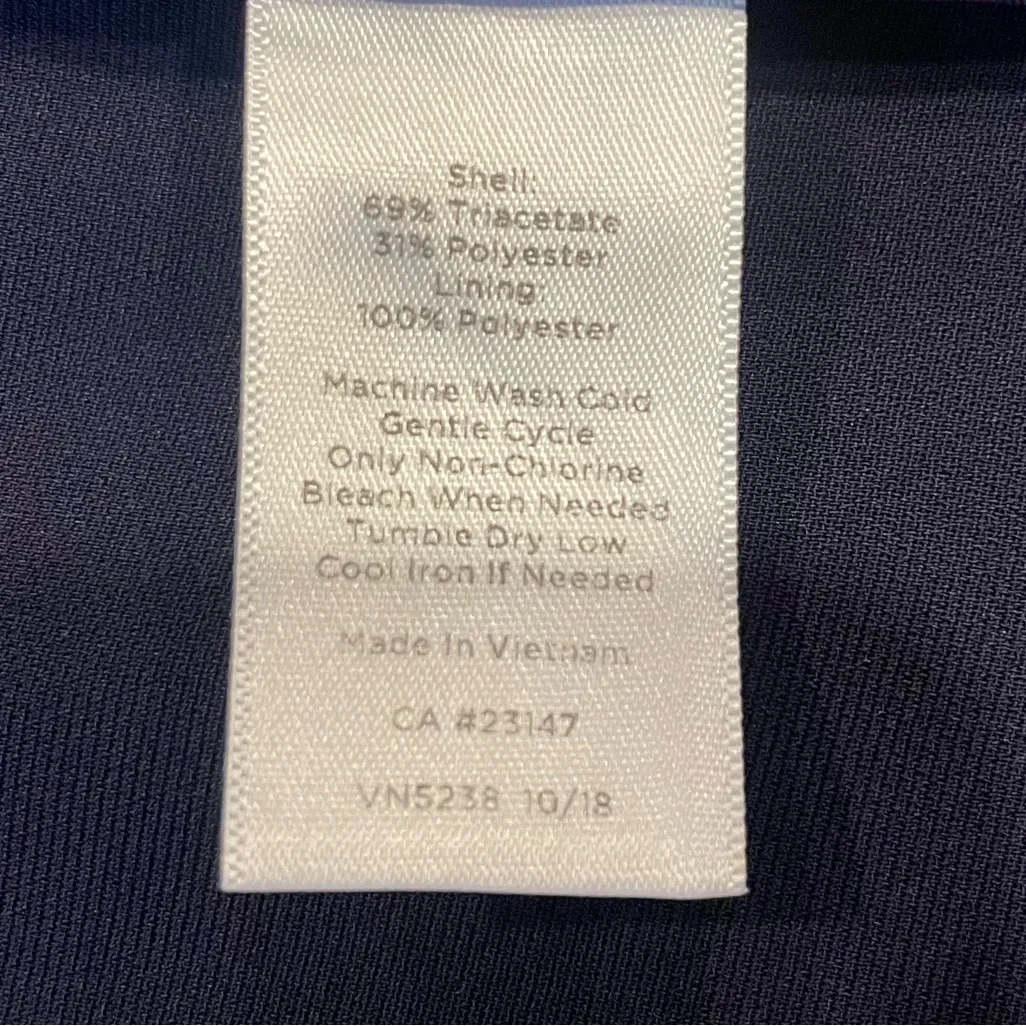 Shell:
69% Triacetate
31% Polyester
Lining
100% Polyester
Machine Wash Cold
Gentle Cycle
Only Non-Chlorine
Bleach When Needed
Tumble Dry Low
Cool Iron If Needed
Made In Vietnam
CA #23147
VN5238 10/18